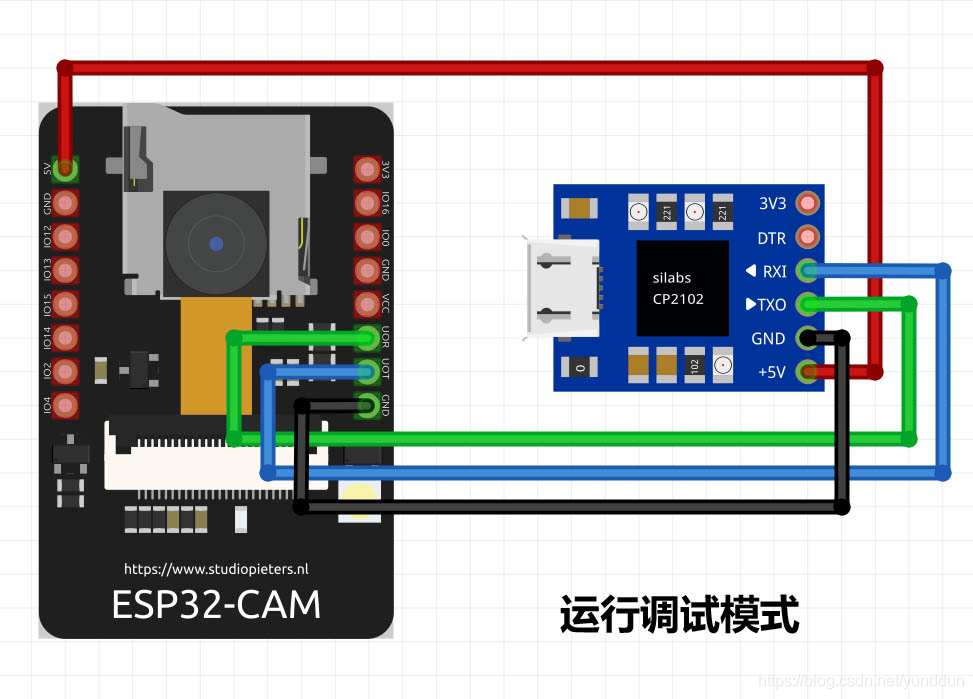 5V
GND
IO12
IO13
IO15
IO14
IO2
IO4
3V3
IO16
IO0
GND
VCC
UOR
UOT
GND
https://www.studiopieters.nl
ESP32-CAM
221
221
silabs
CP2102
0
102
3V3
DTR
RXI
TXO
GND
+5V
运行调试模式
https://blog.csdn.net/yunddun